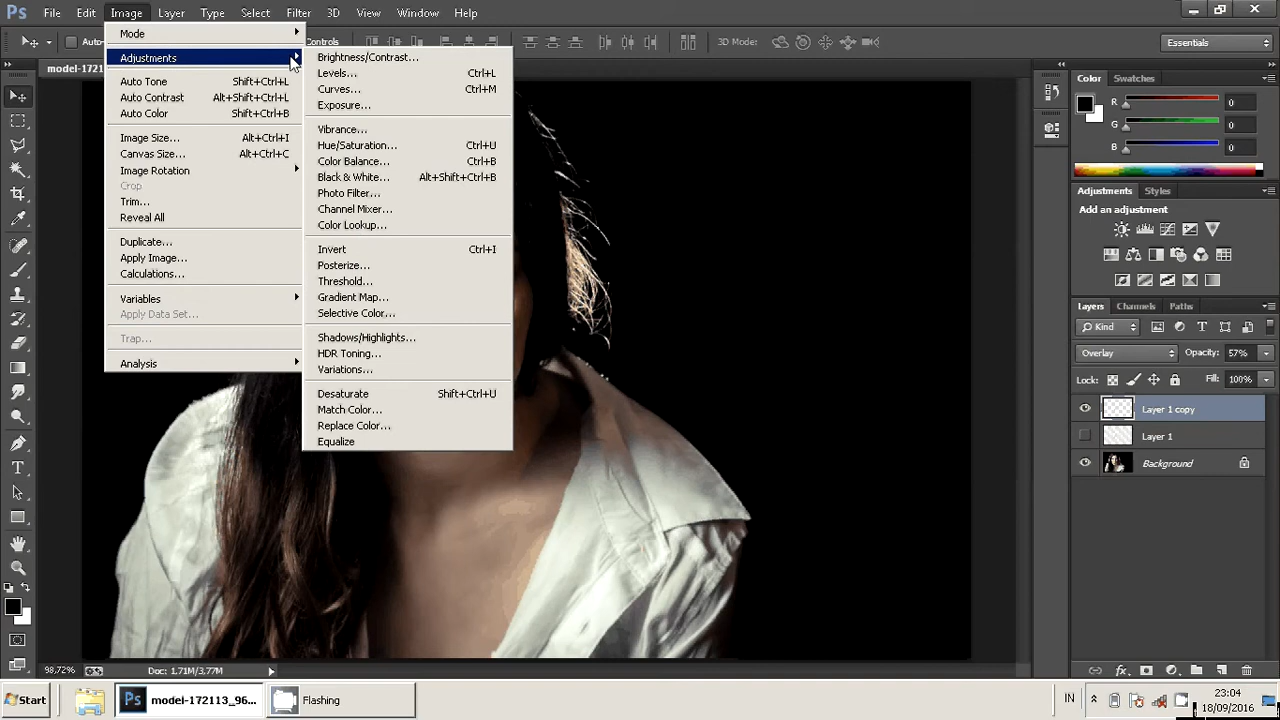 Ps File Edit Image Layer Type Select Filter 3D View Window Help
Auto
Controls
3D Mode:
Essentials
model-1721
Mode
Adjustments
Auto Tone Shift+Ctrl+L
Auto Contrast Alt+Shift+Ctrl+L
Auto Color Shift+Ctrl+B
Image Size... Alt+Ctrl+I
Canvas Size... Alt+Ctrl+C
Image Rotation
Crop
Trim...
Reveal All
Duplicate...
Apply Image...
Calculations...
Variables
Apply Data Set...
Trap...
Analysis
Brightness/Contrast...
Levels... Ctrl+L
Curves... Ctrl+M
Exposure...
Vibrance...
Hue/Saturation... Ctrl+U
Color Balance... Ctrl+B
Black & White... Alt+Shift+Ctrl+B
Photo Filter...
Channel Mixer...
Color Lookup...
Invert Ctrl+I
Posterize...
Threshold...
Gradient Map...
Selective Color...
Shadows/Highlights...
HDR Toning...
Variations...
Desaturate Shift+Ctrl+U
Match Color...
Replace Color...
Equalize
Color Swatches
R 0
G 0
B 0
Adjustments Styles
Add an adjustment
Layers Channels Paths
Kind
Overlay Opacity: 57%
Lock: Fill: 100%
Layer 1 copy
Layer 1
Background
98,72% Doc: 1,71M/3,77M
Start Ps model-172113_96... Flashing IN 23:04
18/09/2016